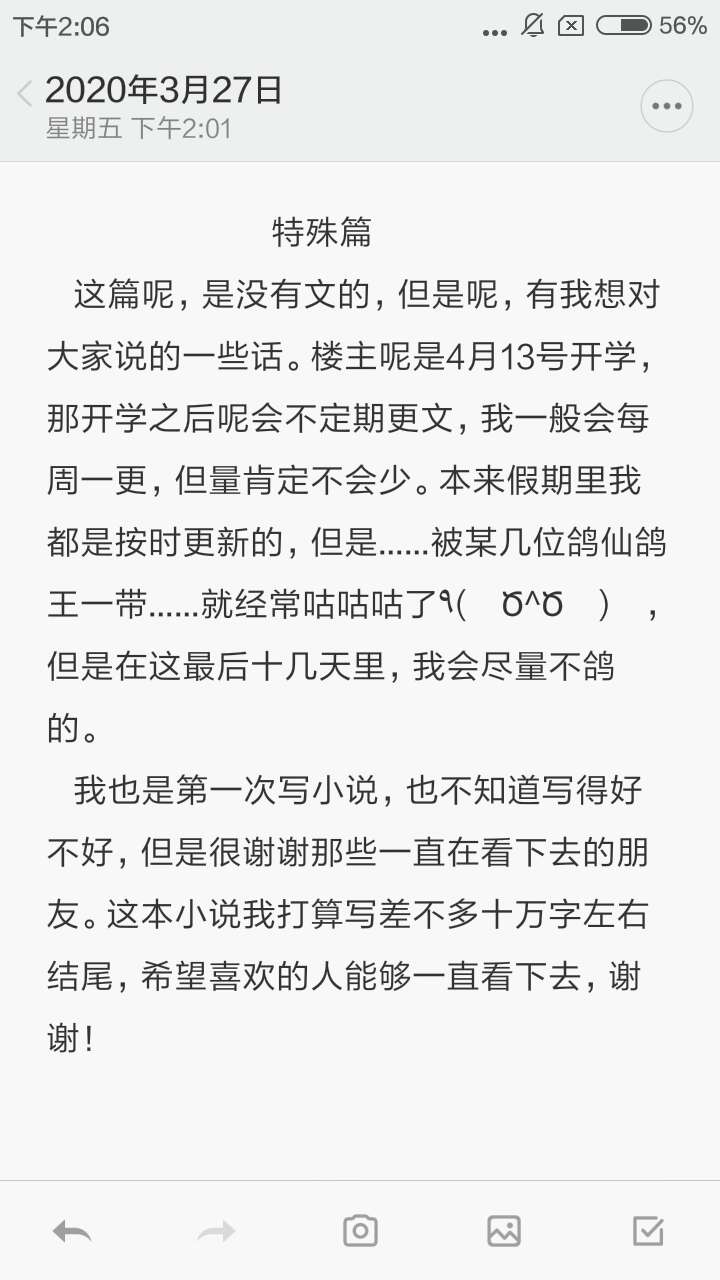 下午2:06
56%
2020年3月27日
星期五 下午2:01
特殊篇
这篇呢，是没有文的，但是呢，有我想对
大家说的一些话。楼主呢是4月13号开学，
那开学之后呢会不定期更文，我一般会每
周一更，但量肯定不会少。本来假期里我
都是按时更新的，但是......被某几位鸽仙鸽
王一带......就经常咕咕咕了٩(　ŏ^ŏ　)　，
但是在这最后十几天里，我会尽量不鸽
的。
我也是第一次写小说，也不知道写得好
不好，但是很谢谢那些一直在看下去的朋
友。这本小说我打算写差不多十万字左右
结尾，希望喜欢的人能够一直看下去，谢
谢！